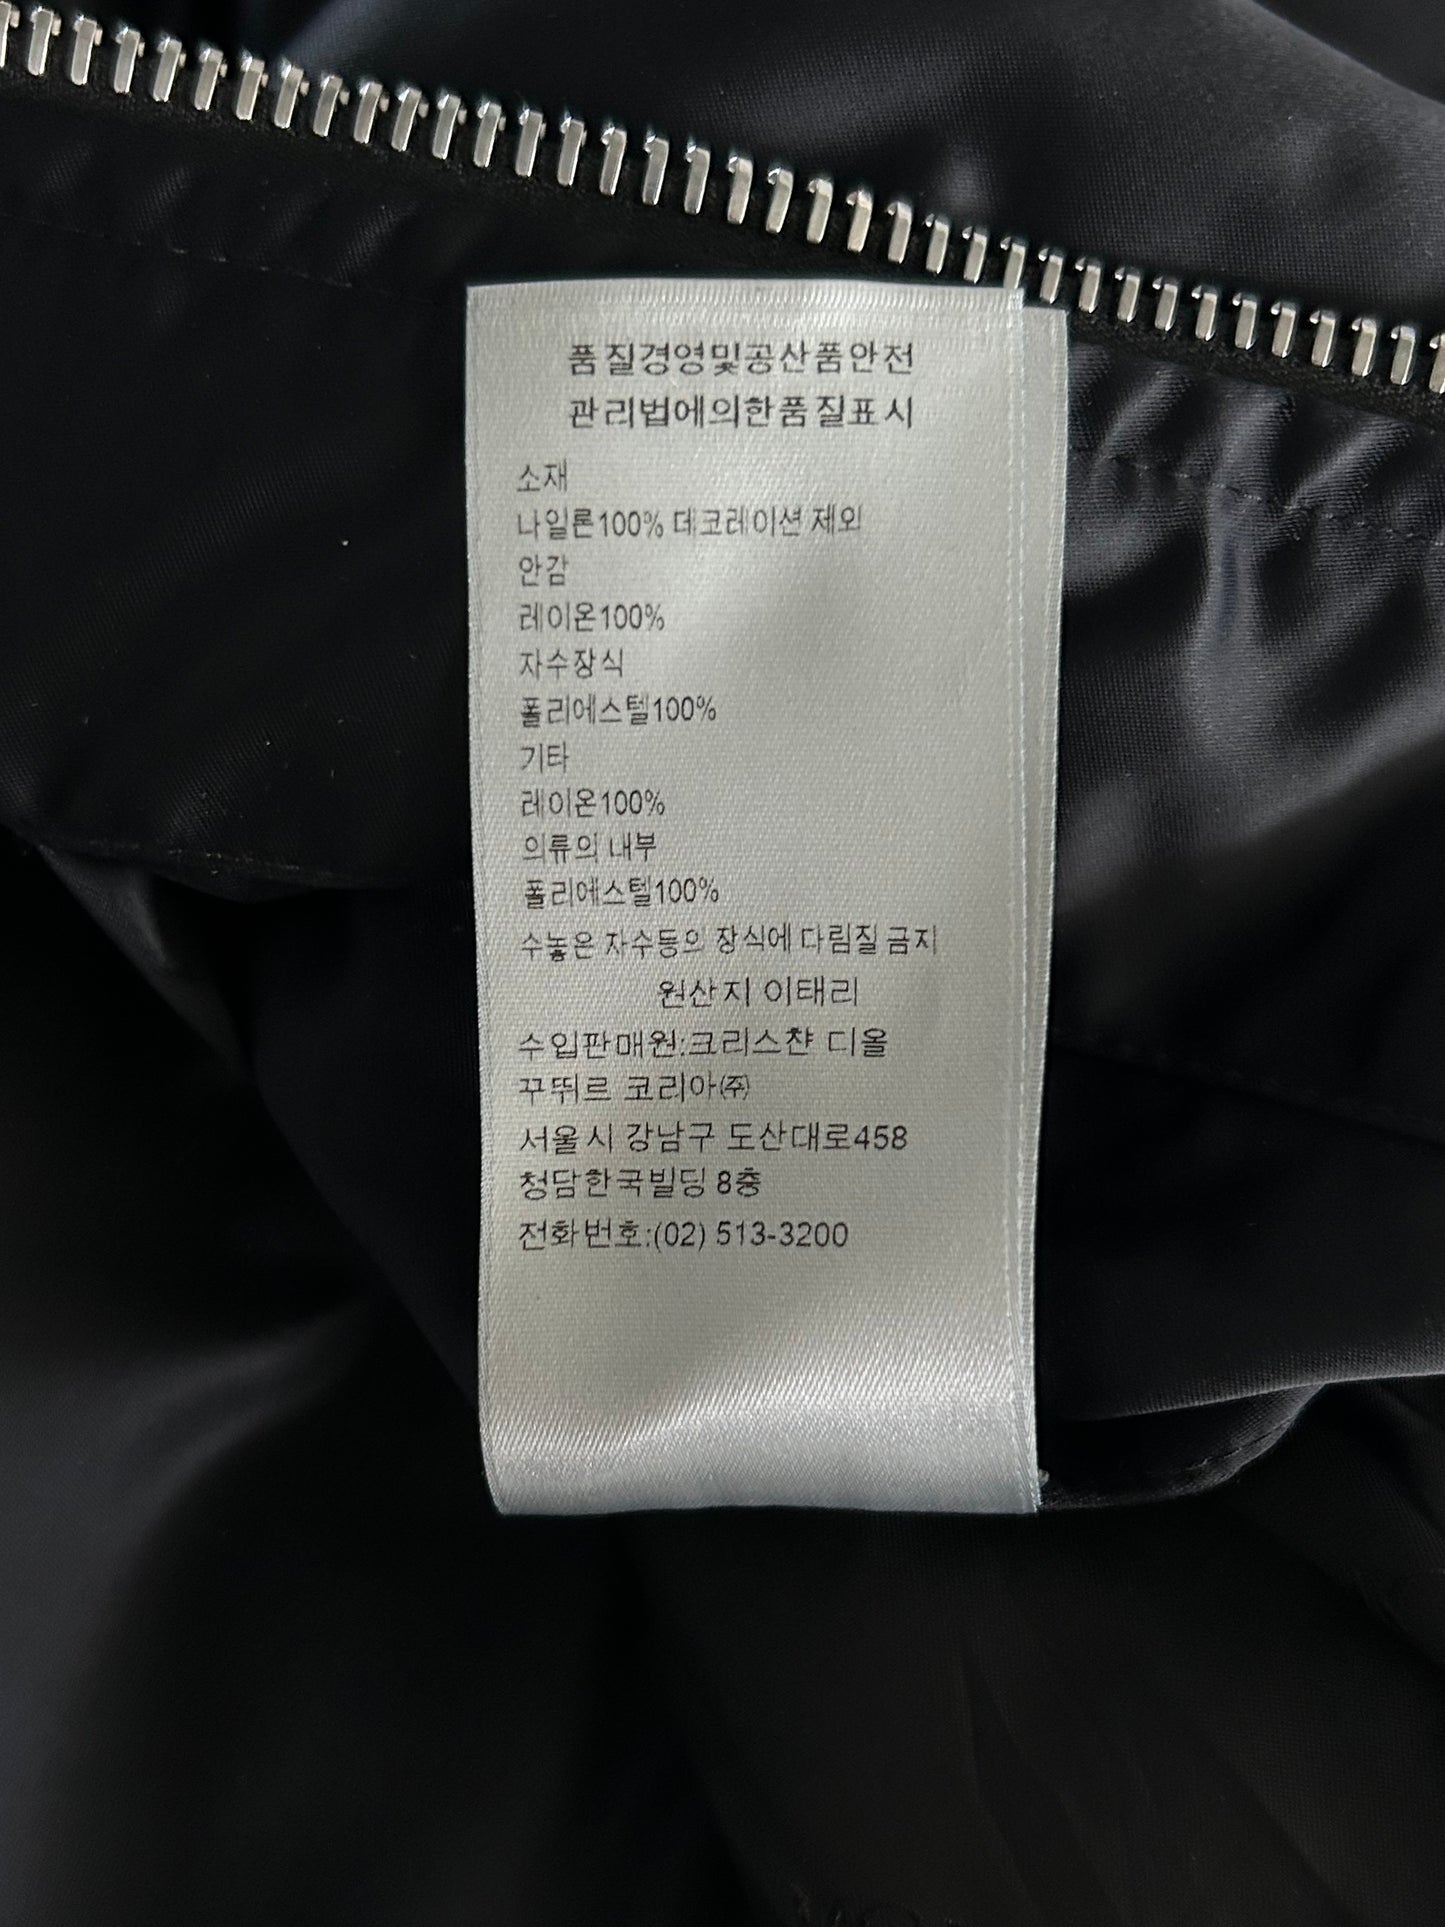 품질경영및공산품안전
관리법에의한품질표시
소재
나일론100% 데코레이션 제외
안감
레이온100%
자수장식
폴리에스텔100%
기타
레이온100%
의류의 내부
폴리에스텔100%
수놓은 자수등의 장식에 다림질 금지
원산지 이태리
수입판매원:크리스챤 디올
꾸뛰르 코리아㈜
서울시 강남구 도산대로458
청담한국빌딩 8층
전화번호:(02) 513-3200